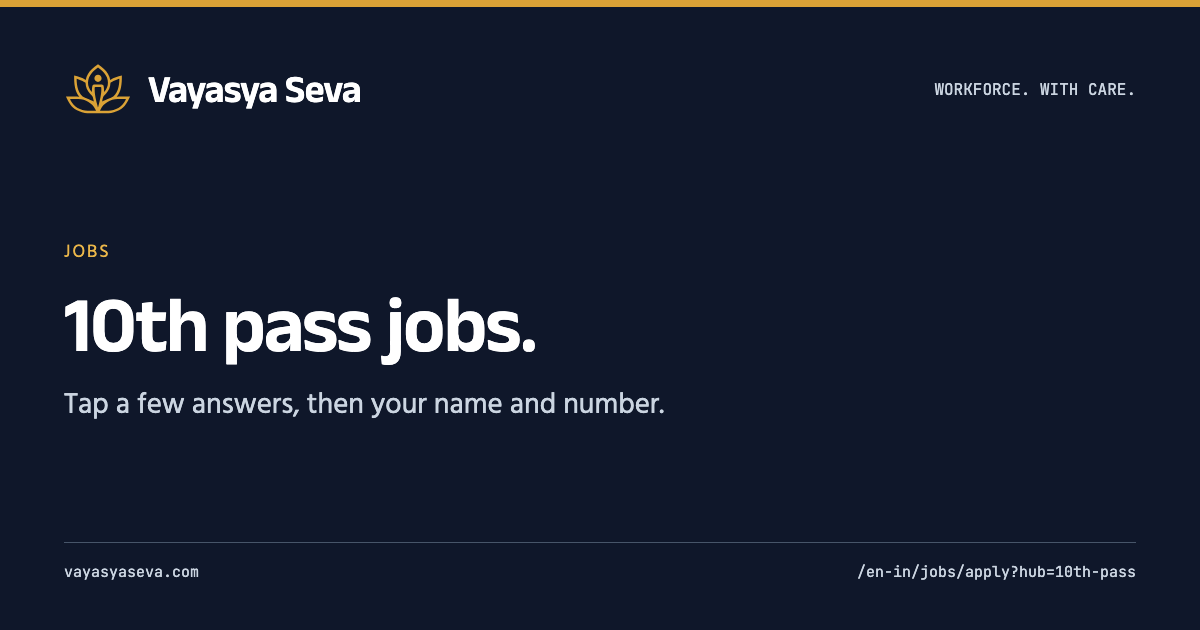 Vayasya Seva
WORKFORCE. WITH CARE.
JOBS
10th pass jobs.
Tap a few answers, then your name and number.
vayasyaseva.com
/en-in/jobs/apply?hub=10th-pass